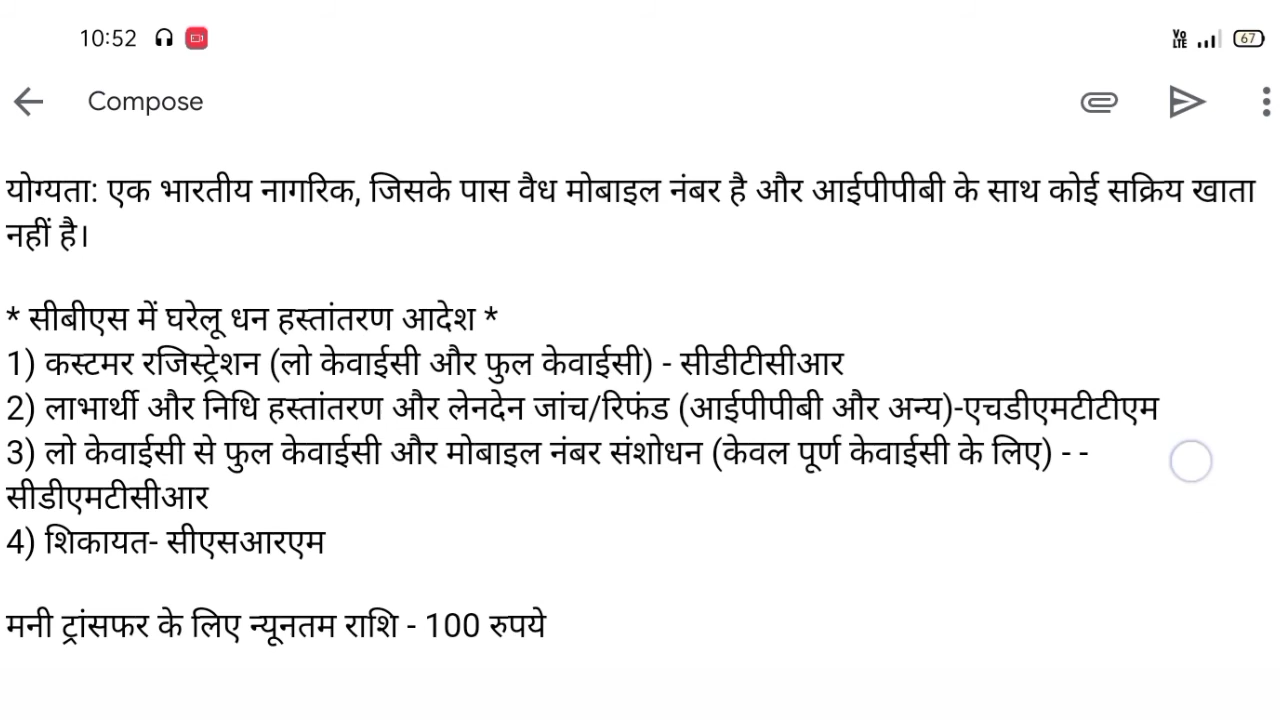 10:52
Vo LTE 67
Compose
योग्यता: एक भारतीय नागरिक, जिसके पास वैध मोबाइल नंबर है और आईपीपीबी के साथ कोई सक्रिय खाता
नहीं है।
* सीबीएस में घरेलू धन हस्तांतरण आदेश *
1) कस्टमर रजिस्ट्रेशन (लो केवाईसी और फुल केवाईसी) - सीडीटीसीआर
2) लाभार्थी और निधि हस्तांतरण और लेनदेन जांच/रिफंड (आईपीपीबी और अन्य)-एचडीएमटीटीएम
3) लो केवाईसी से फुल केवाईसी और मोबाइल नंबर संशोधन (केवल पूर्ण केवाईसी के लिए) - -
सीडीएमटीसीआर
4) शिकायत- सीएसआरएम
मनी ट्रांसफर के लिए न्यूनतम राशि - 100 रुपये